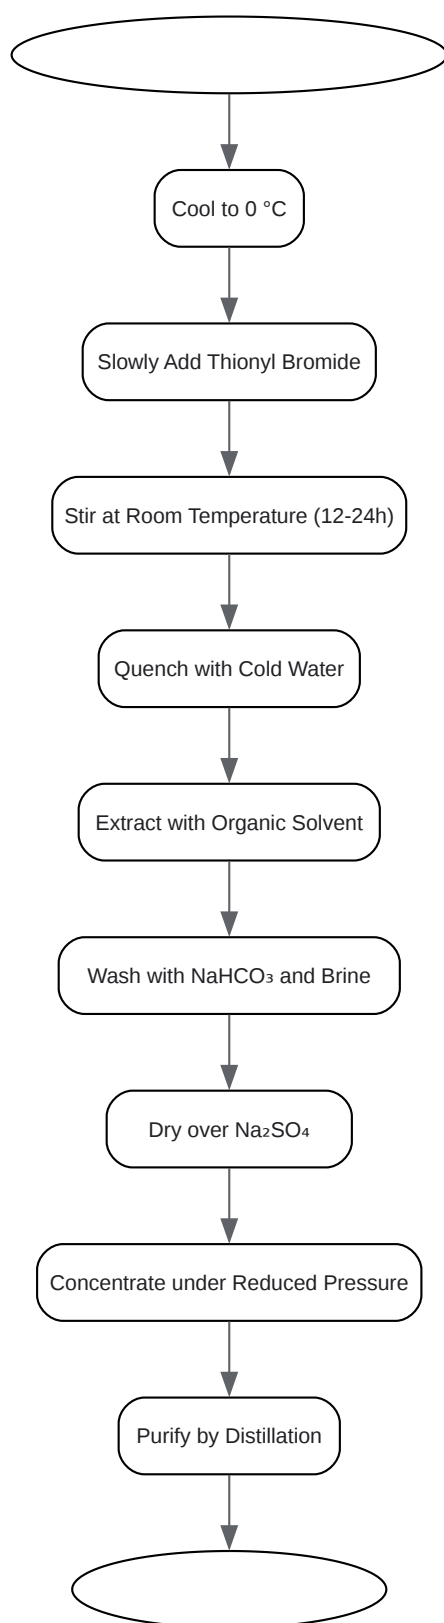 Cool to 0 °C
Slowly Add Thionyl Bromide
Stir at Room Temperature (12-24h)
Quench with Cold Water
Extract with Organic Solvent
Wash with NaHCO₃ and Brine
Dry over Na₂SO₄
Concentrate under Reduced Pressure
Purify by Distillation